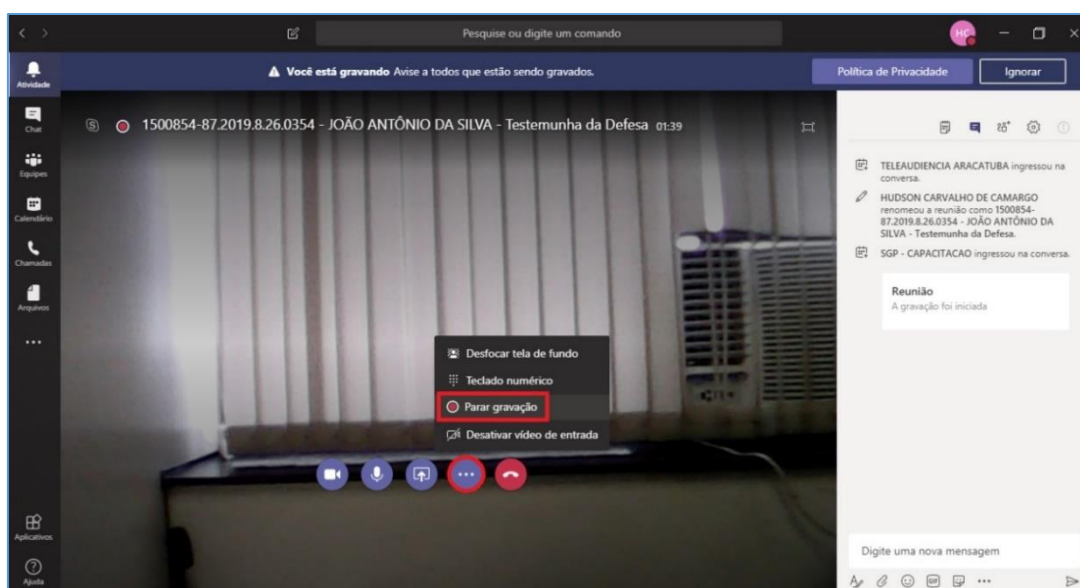 Pesquise ou digite um comando
HC
Atividade
Você está gravando Avise a todos que estão sendo gravados.
Política de Privacidade
Ignorar
Chat
Equipes
Calendário
Chamadas
Arquivos
Aplicativos
Ajuda
S
1500854-87.2019.8.26.0354 - JOÃO ANTÔNIO DA SILVA - Testemunha da Defesa 01:39
Desfocar tela de fundo
Teclado numérico
Parar gravação
Desativar vídeo de entrada
TELEAUDIENCIA ARACATUBA ingressou na
conversa.
HUDSON CARVALHO DE CAMARGO
renomeou a reunião como 1500854-
87.2019.8.26.0354 - JOÃO ANTÔNIO DA
SILVA - Testemunha da Defesa.
SGP - CAPACITACAO ingressou na conversa.
Reunião
A gravação foi iniciada
Digite uma nova mensagem
GIF